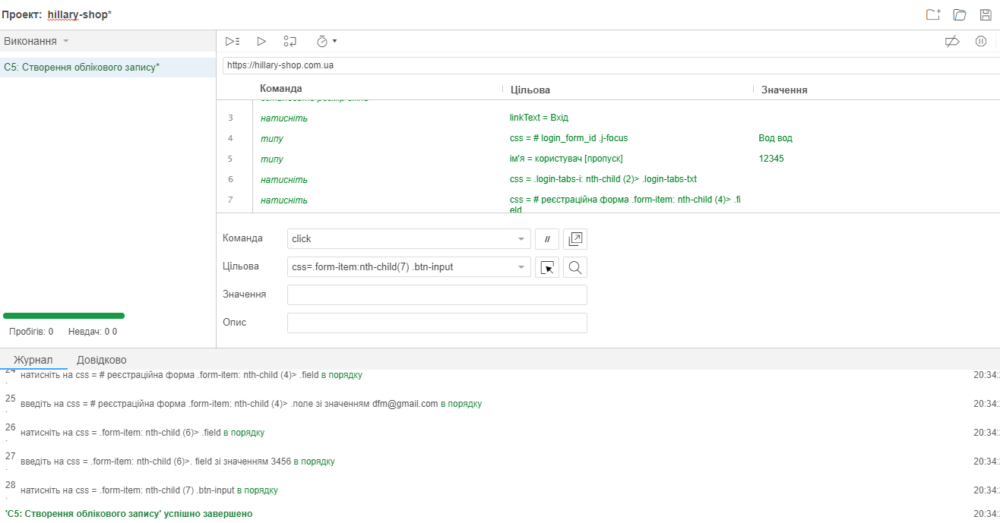 Проект: hillary-shop*
Виконання
https://hillary-shop.com.ua
C5: Створення облікового запису*
Команда Цільова Значення
3 натисніть linkText = Вхід
4 типу css = # login_form_id .j-focus Вод вод
5 типу ім'я = користувач [пропуск] 12345
6 натисніть css = .login-tabs-i: nth-child (2)> .login-tabs-txt
7 натисніть css = # реєстраційна форма .form-item: nth-child (4)> .fi
eld
Команда click //
Цільова css=.form-item:nth-child(7) .btn-input
Значення
Опис
Пробігів: 0 Невдач: 0 0
Журнал Довідково
24. натисніть на css = # реєстраційна форма .form-item: nth-child (4)> .field в порядку 20:34:
25. введіть на css = # реєстраційна форма .form-item: nth-child (4)> .поле зі значенням dfm@gmail.com в порядку 20:34:
26. натисніть на css = .form-item: nth-child (6)> .field в порядку 20:34:
27. введіть на css = .form-item: nth-child (6)>. field зі значенням 3456 в порядку 20:34:
28. натисніть на css = .form-item: nth-child (7) .btn-input в порядку 20:34:
'C5: Створення облікового запису' успішно завершено 20:34: